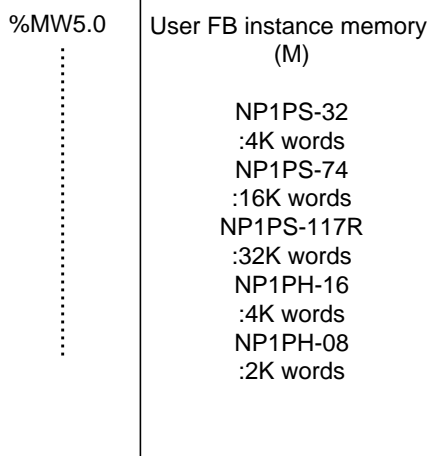 %MW5.0
User FB instance memory
(M)
NP1PS-32
:4K words
NP1PS-74
:16K words
NP1PS-117R
:32K words
NP1PH-16
:4K words
NP1PH-08
:2K words